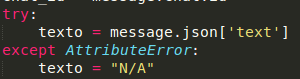 try:
    texto = message.json['text']
except AttributeError:
    texto = "N/A"